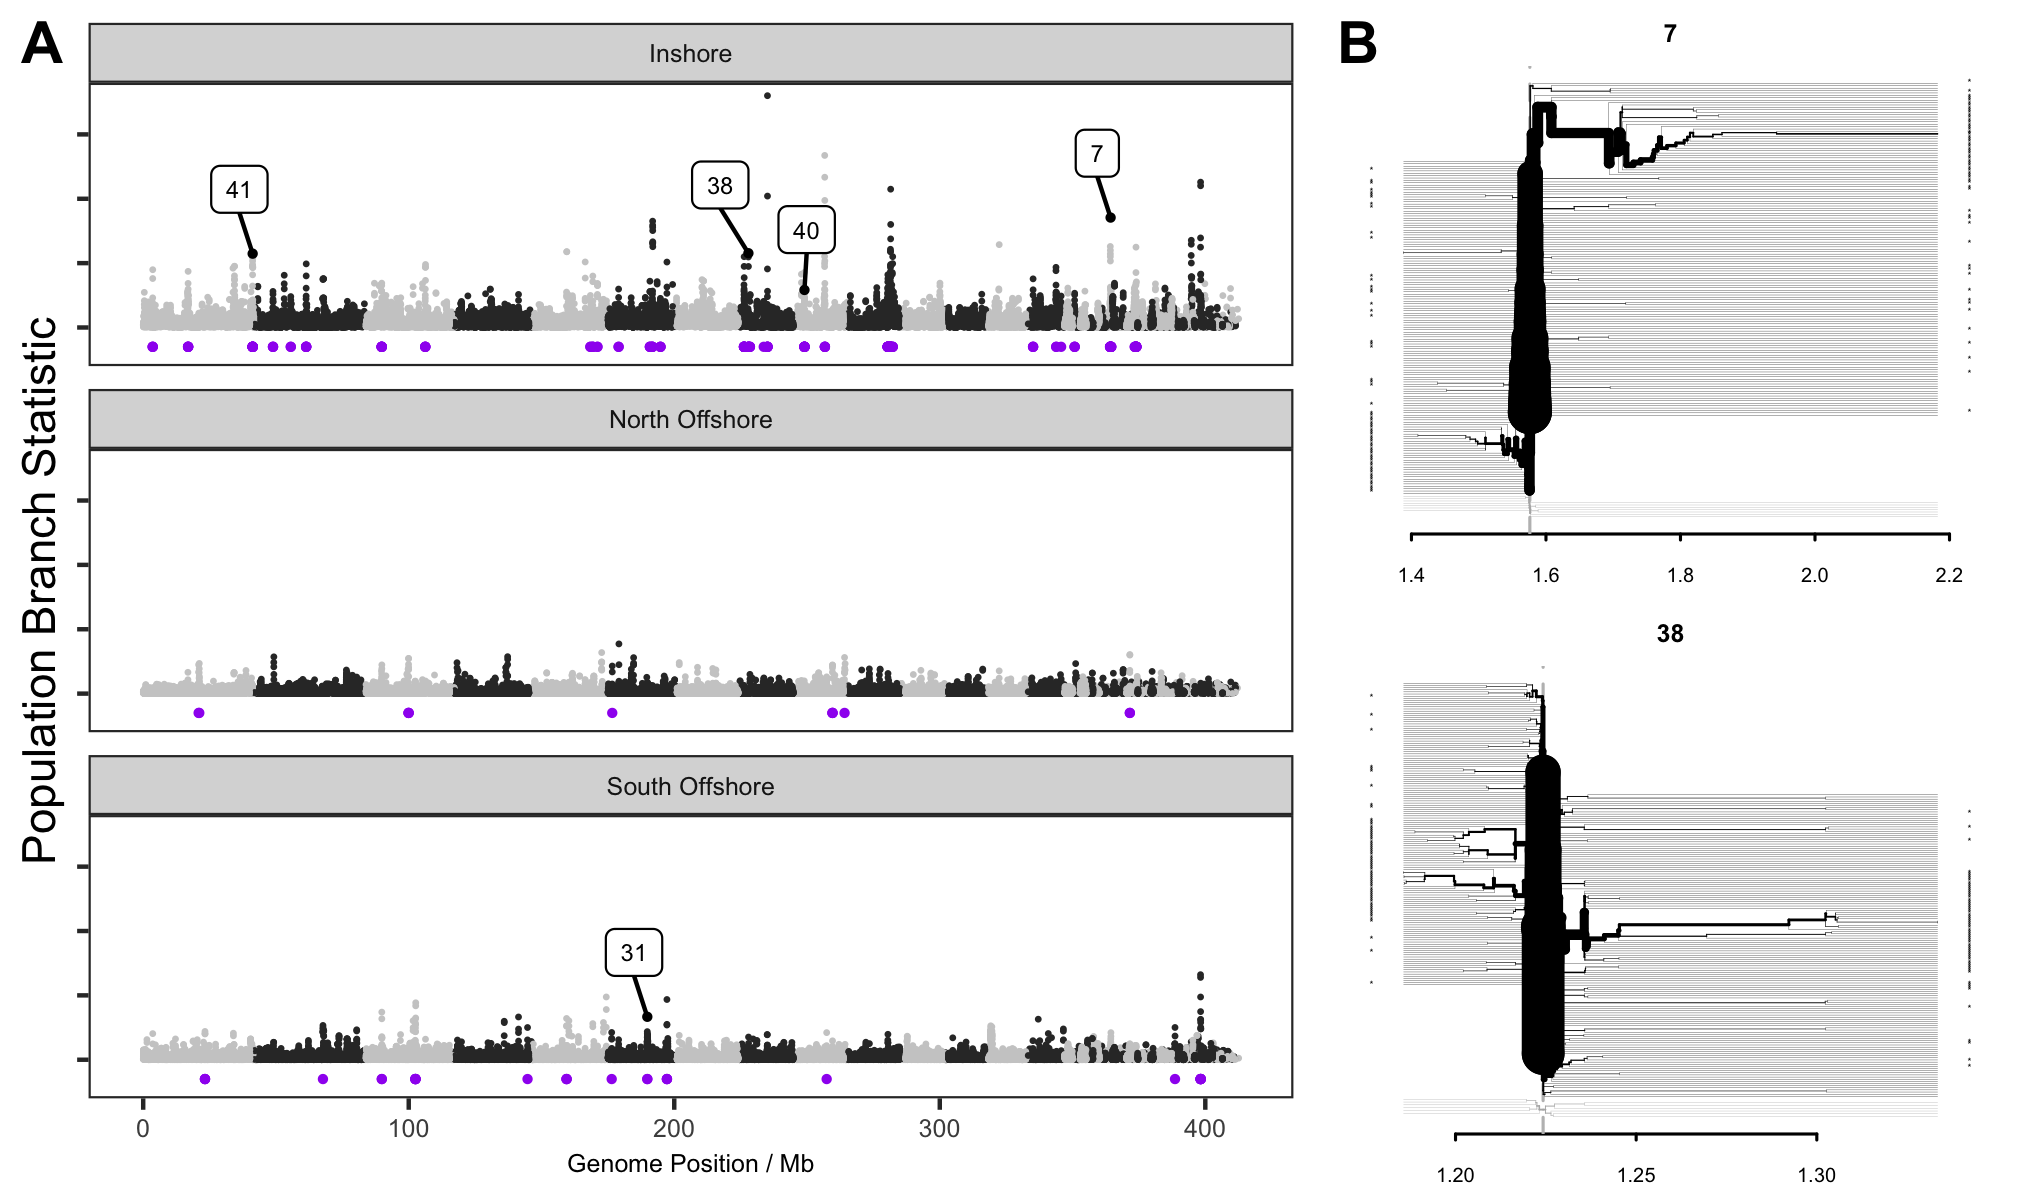 A
Inshore
41
38
40
7
North Offshore
South Offshore
31
Population Branch Statistic
0
100
200
300
400
Genome Position / Mb
B
7
1.4
1.6
1.8
2.0
2.2
38
1.20
1.25
1.30